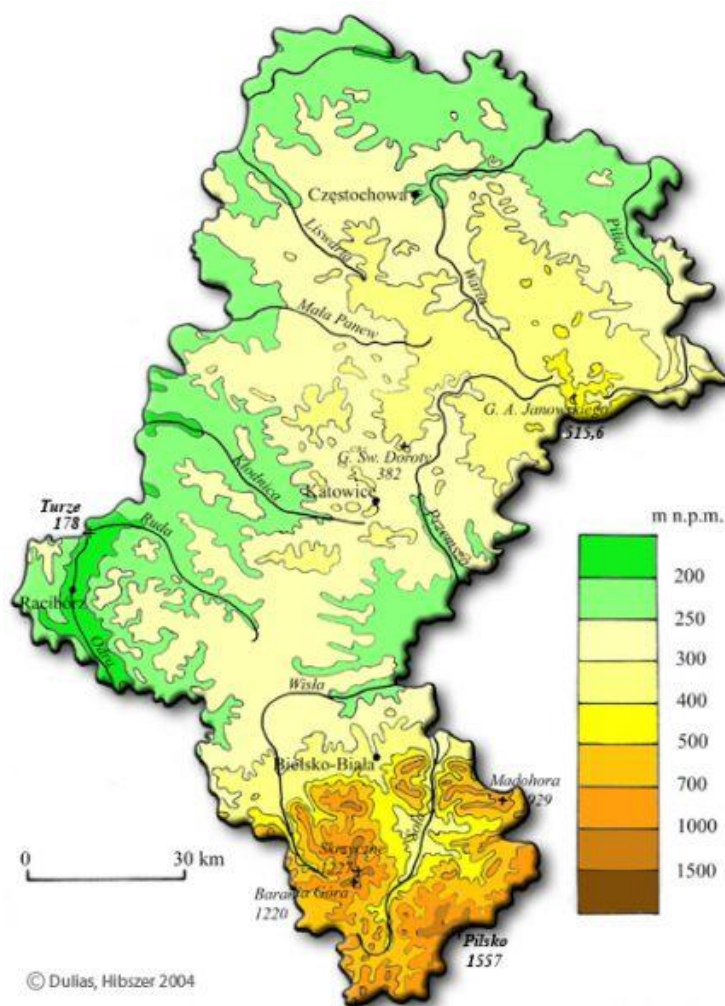 Częstochowa
Liswarta
Pilica
Warta
Mała Panew
G. A. Janowskiego
515,6
G. Św. Doroty
382
Kłodnica
Katowice
Przemsza
Turze
178
Ruda
Racibórz
Odra
m n.p.m.
200
250
300
400
500
700
1000
1500
Wisła
Bielsko-Biała
Madohora
929
Soła
0
30 km
Skrzyczne
1227
Barania Góra
1220
Pilsko
1557
© Dulias, Hibszer 2004